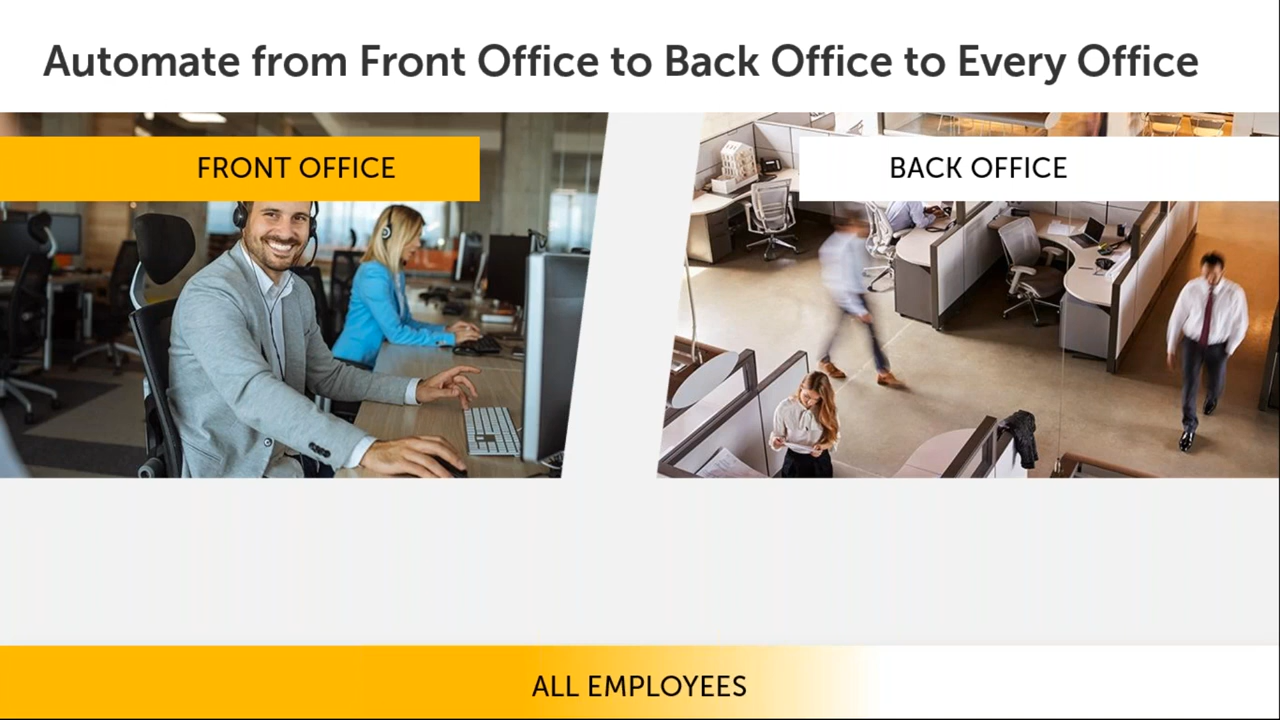 Automate from Front Office to Back Office to Every Office
FRONT OFFICE
BACK OFFICE
ALL EMPLOYEES